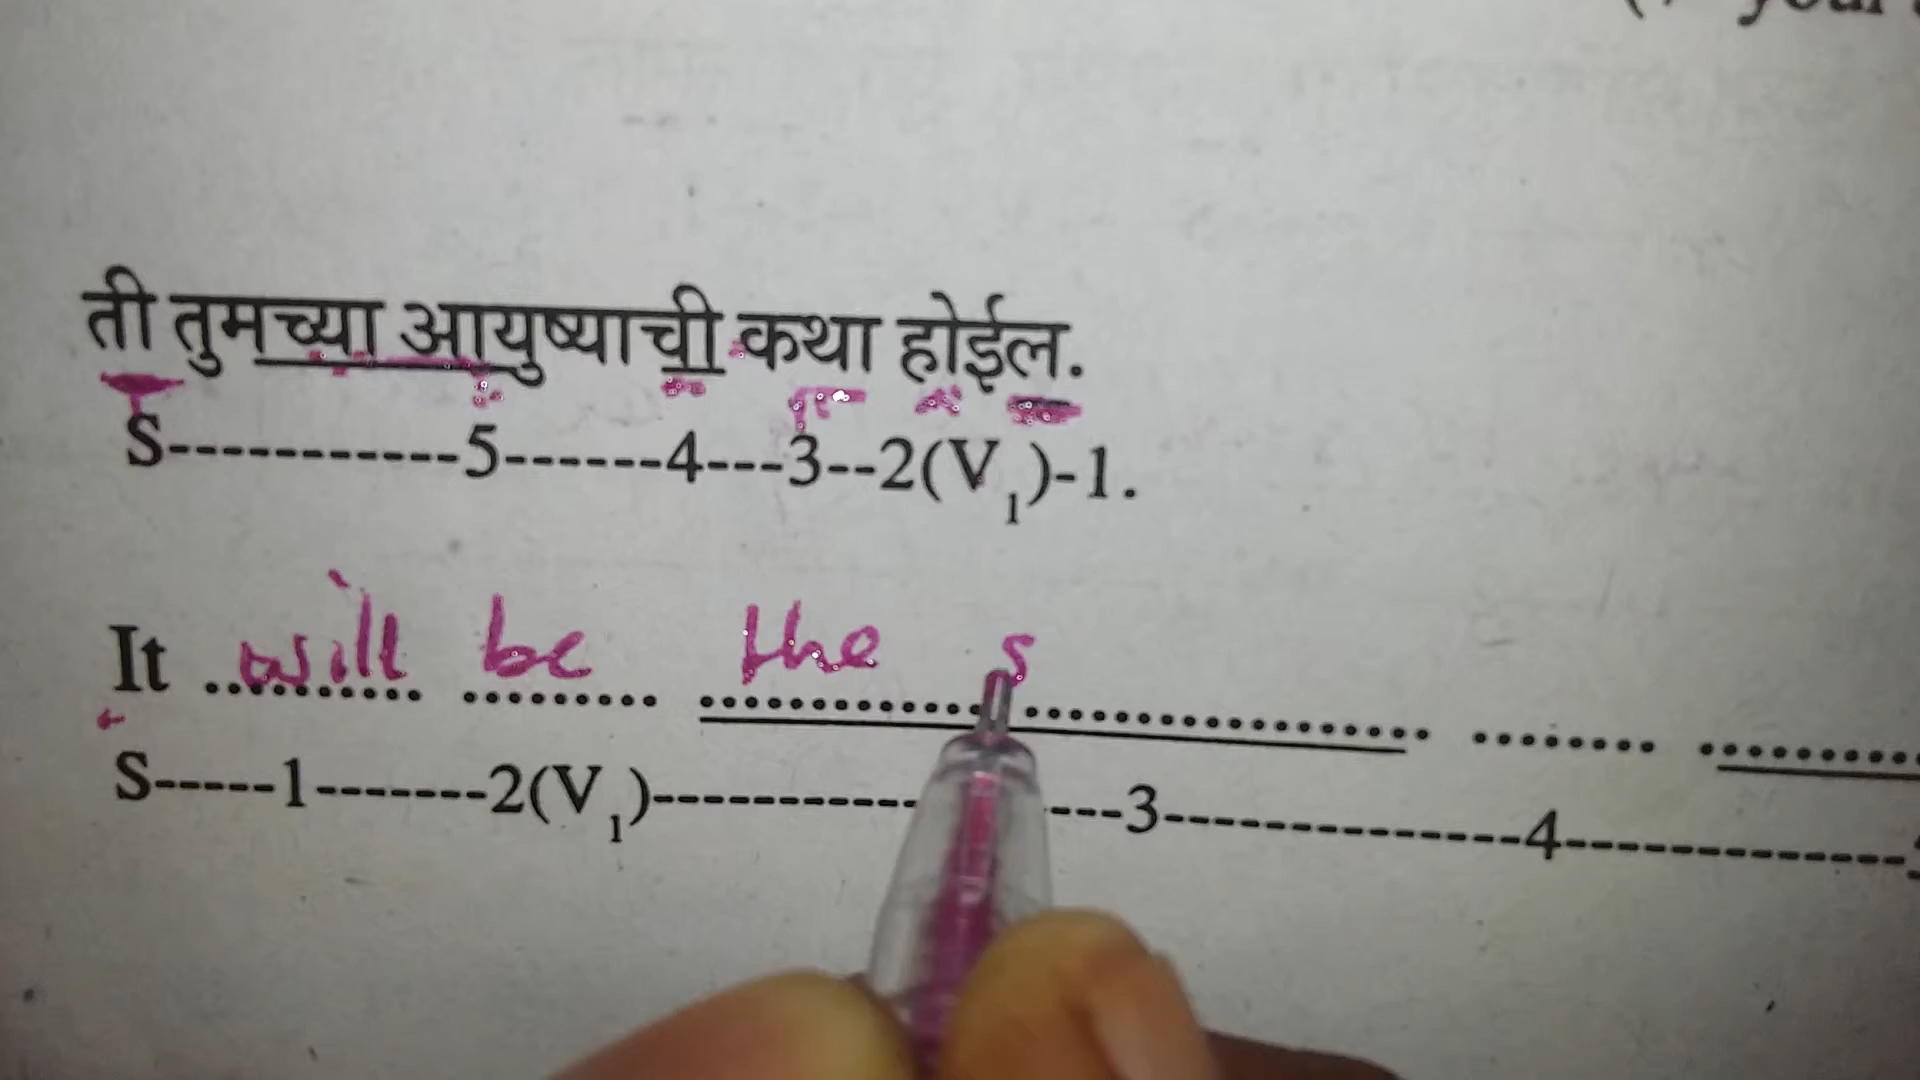 your
ती तुमच्या आयुष्याची कथा होईल.
S-----------5------4---3--2(V₁)-1.
It will be the s
S-----1-------2(V₁)-----------3-------------4------------